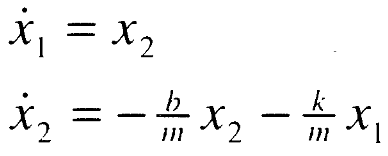 ẋ₁ = x₂
ẋ₂ = −b/m x₂ − k/m x₁